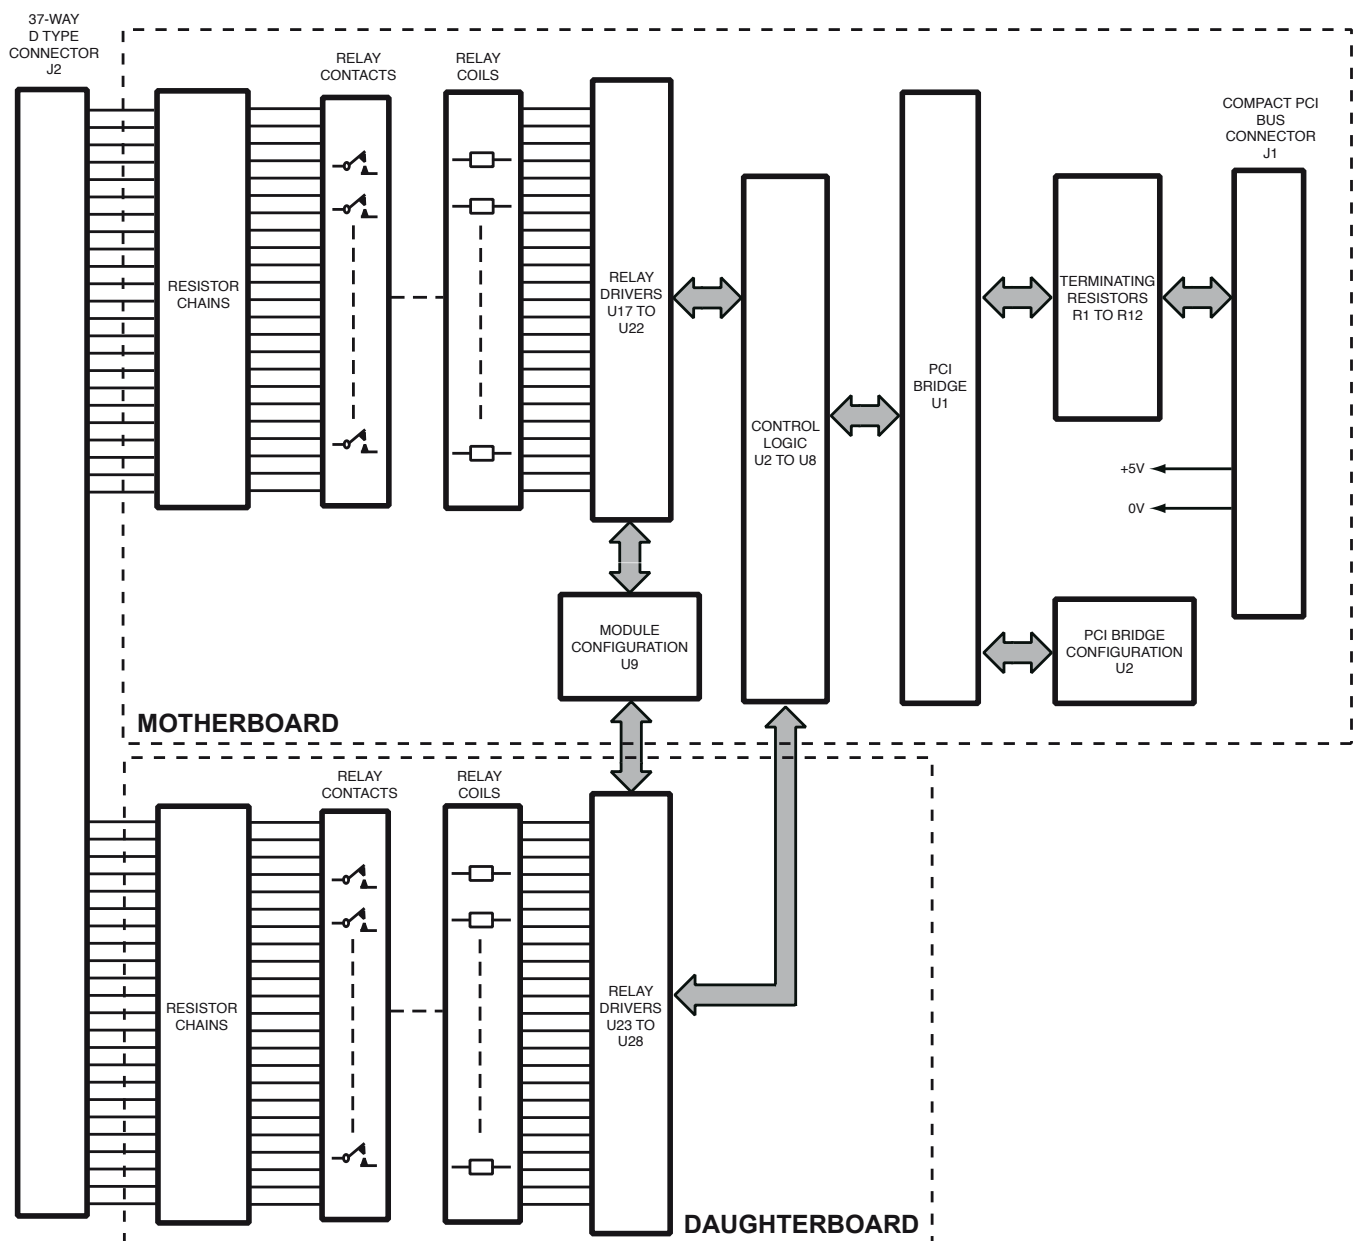 37-WAY
D TYPE
CONNECTOR
J2
RELAY
CONTACTS
RELAY
COILS
COMPACT PCI
BUS
CONNECTOR
J1
RESISTOR
CHAINS
RELAY
DRIVERS
U17 TO
U22
CONTROL
LOGIC
U2 TO U8
PCI
BRIDGE
U1
TERMINATING
RESISTORS
R1 TO R12
+5V
0V
MODULE
CONFIGURATION
U9
PCI BRIDGE
CONFIGURATION
U2
MOTHERBOARD
RELAY
CONTACTS
RELAY
COILS
RESISTOR
CHAINS
RELAY
DRIVERS
U23 TO
U28
DAUGHTERBOARD